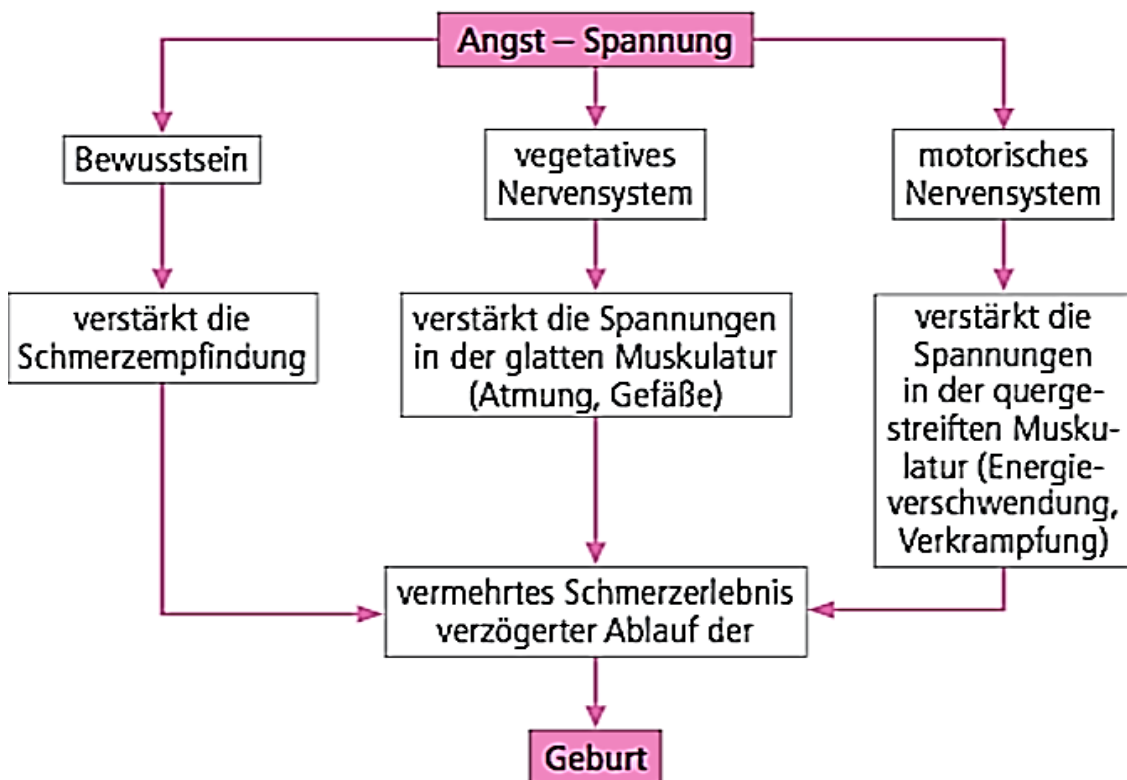 Angst – Spannung
Bewusstsein
vegetatives
Nervensystem
motorisches
Nervensystem
verstärkt die
Schmerzempfindung
verstärkt die Spannungen
in der glatten Muskulatur
(Atmung, Gefäße)
verstärkt die
Spannungen
in der querge-
streiften Musku-
latur (Energie-
verschwendung,
Verkrampfung)
vermehrtes Schmerzerlebnis
verzögerter Ablauf der
Geburt